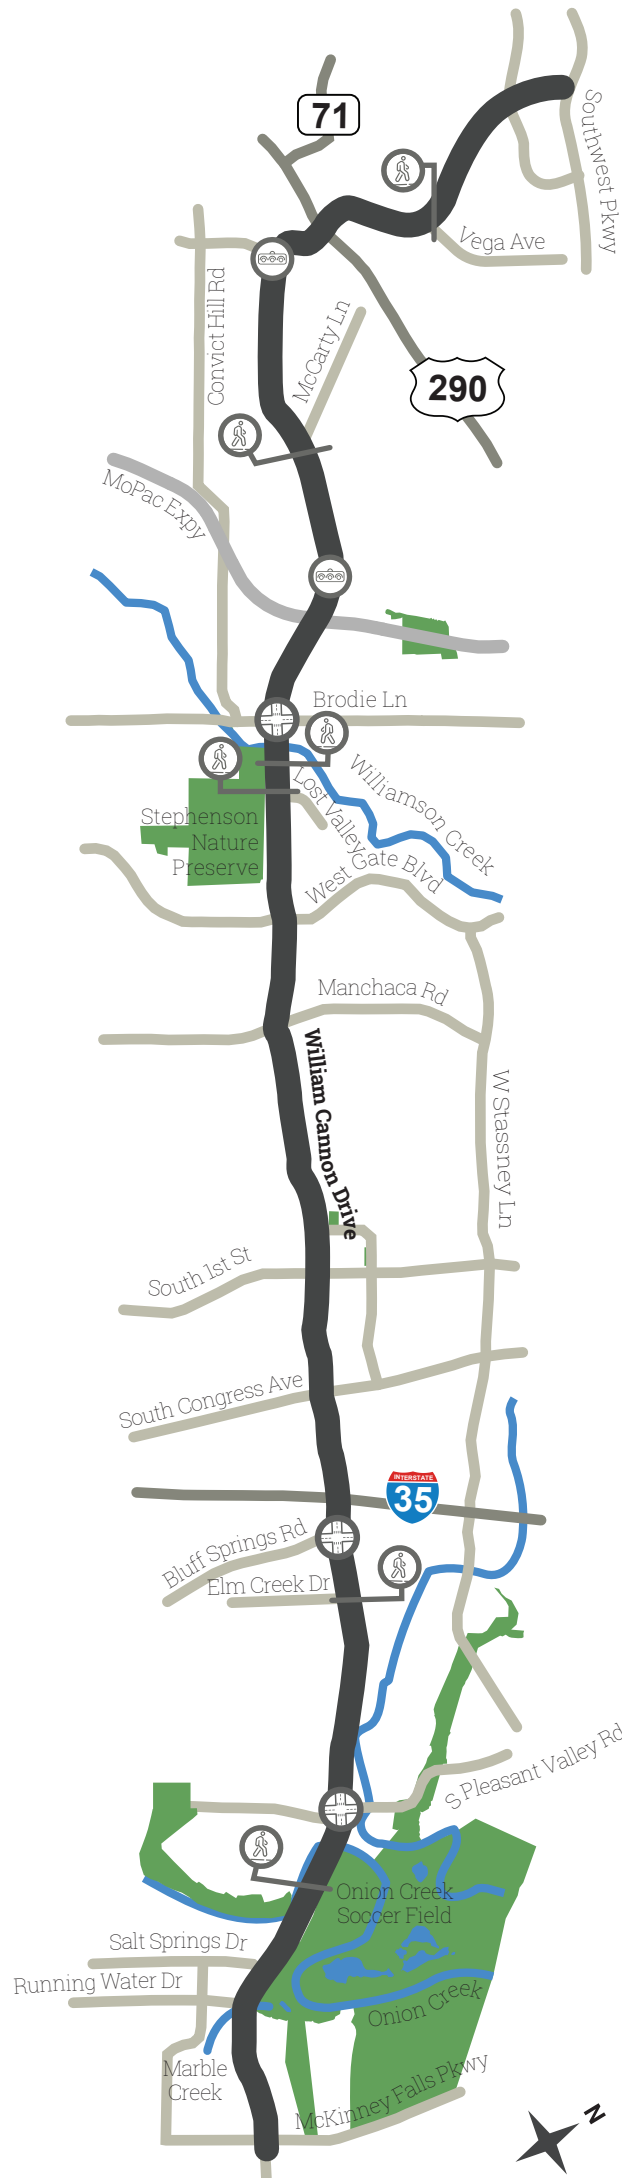 71
Southwest Pkwy
Vega Ave
Convict Hill Rd
McCarty Ln
290
MoPac Expy
Brodie Ln
Williamson Creek
Lost Valley
Stephenson
Nature
Preserve
West Gate Blvd
Manchaca Rd
William Cannon Drive
W Stassney Ln
South 1st St
South Congress Ave
INTERSTATE
35
Bluff Springs Rd
Elm Creek Dr
S Pleasant Valley Rd
Onion Creek
Soccer Field
Salt Springs Dr
Running Water Dr
Onion Creek
Marble
Creek
McKinney Falls Pkwy
N